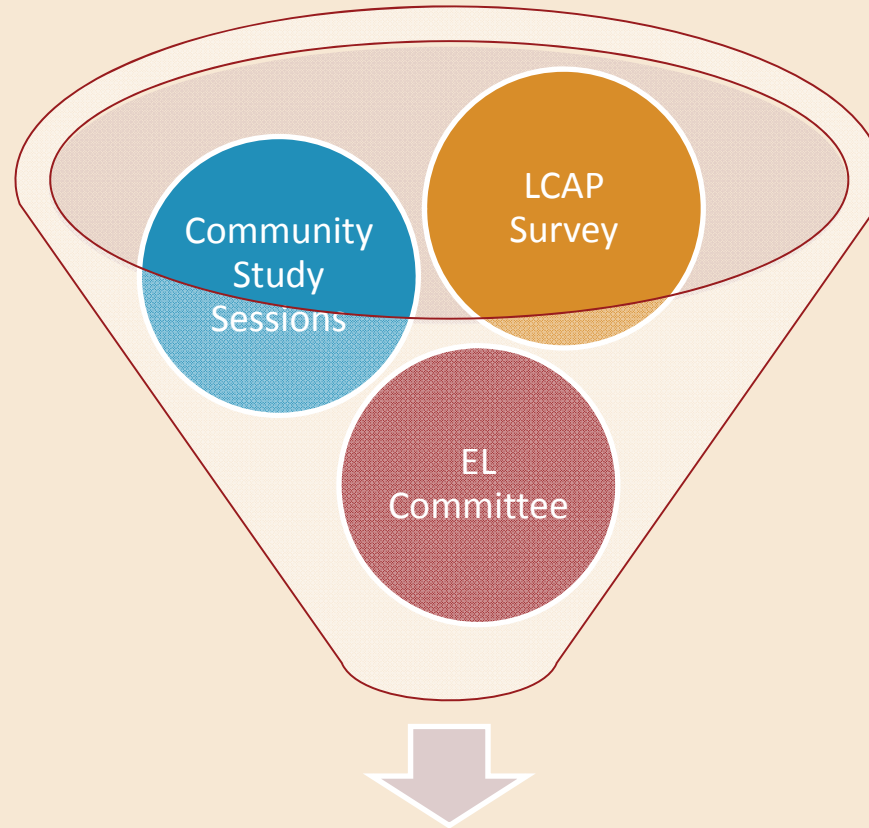 Community
Study
Sessions
LCAP
Survey
EL
Committee